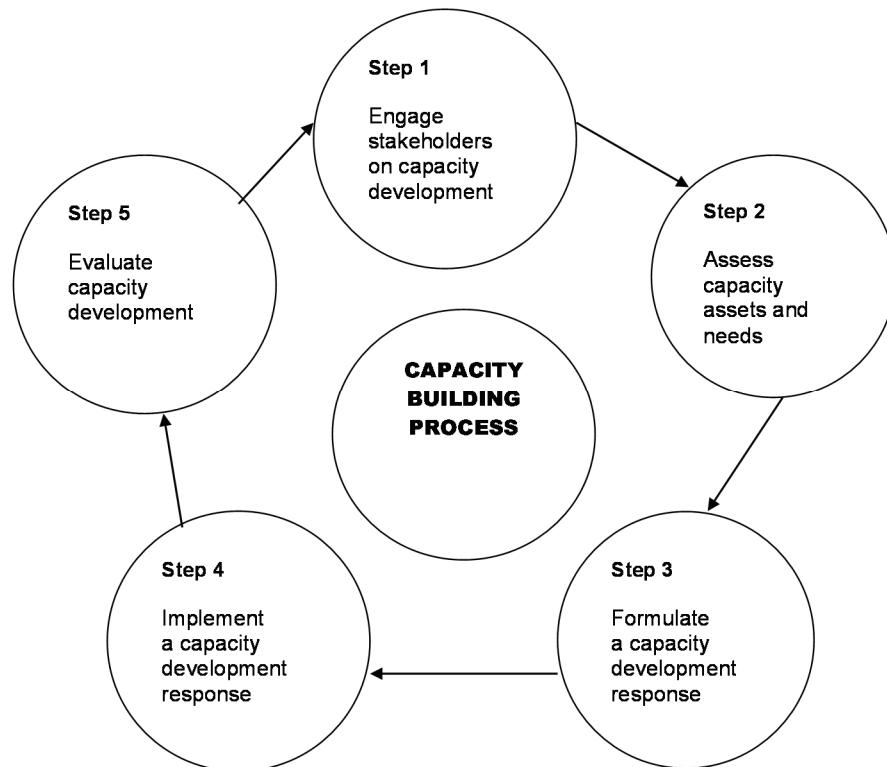 Step 1
Engage
stakeholders
on capacity
development
Step 2
Assess
capacity
assets and
needs
Step 3
Formulate
a capacity
development
response
Step 4
Implement
a capacity
development
response
Step 5
Evaluate
capacity
development
CAPACITY
BUILDING
PROCESS